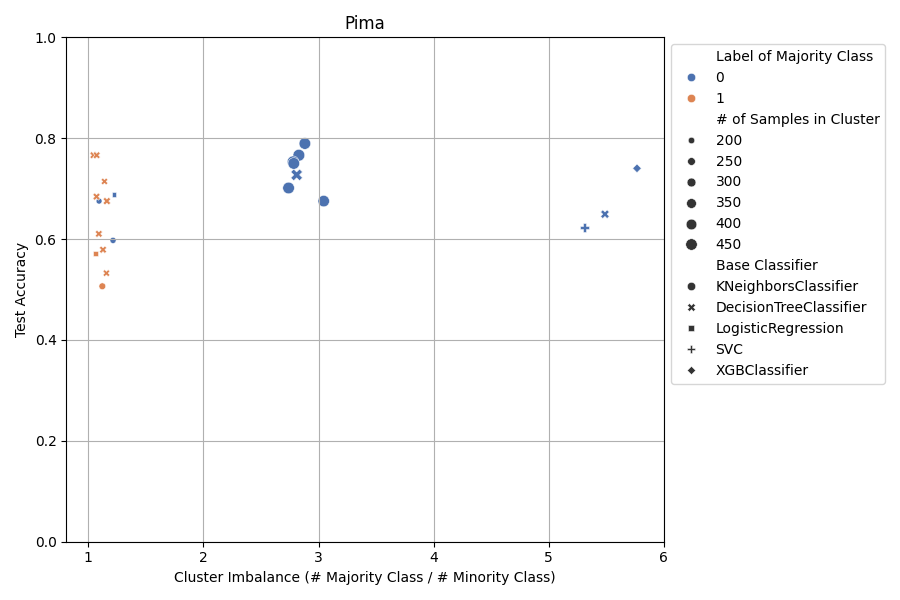 Pima
1.0
0.8
0.6
0.4
0.2
0.0
Test Accuracy
1
2
3
4
5
6
Cluster Imbalance (# Majority Class / # Minority Class)
Label of Majority Class
0
1
# of Samples in Cluster
200
250
300
350
400
450
Base Classifier
KNeighborsClassifier
DecisionTreeClassifier
LogisticRegression
SVC
XGBClassifier